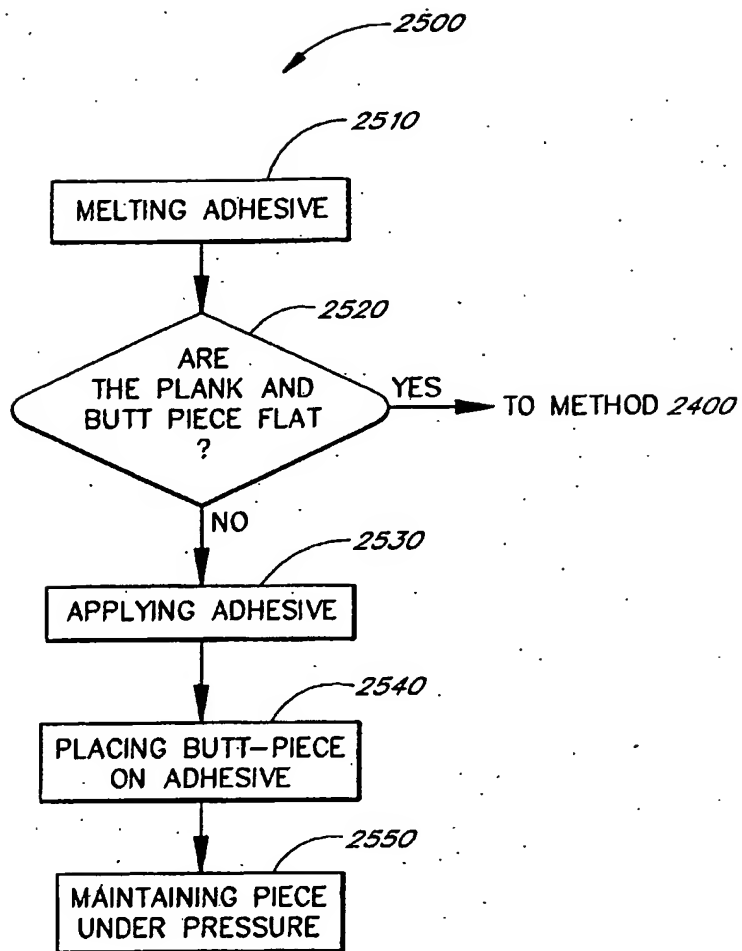 2500
2510
MELTING ADHESIVE
2520
ARE
THE PLANK AND
BUTT PIECE FLAT
?
YES
TO METHOD 2400
NO
2530
APPLYING ADHESIVE
2540
PLACING BUTT-PIECE
ON ADHESIVE
2550
MAINTAINING PIECE
UNDER PRESSURE